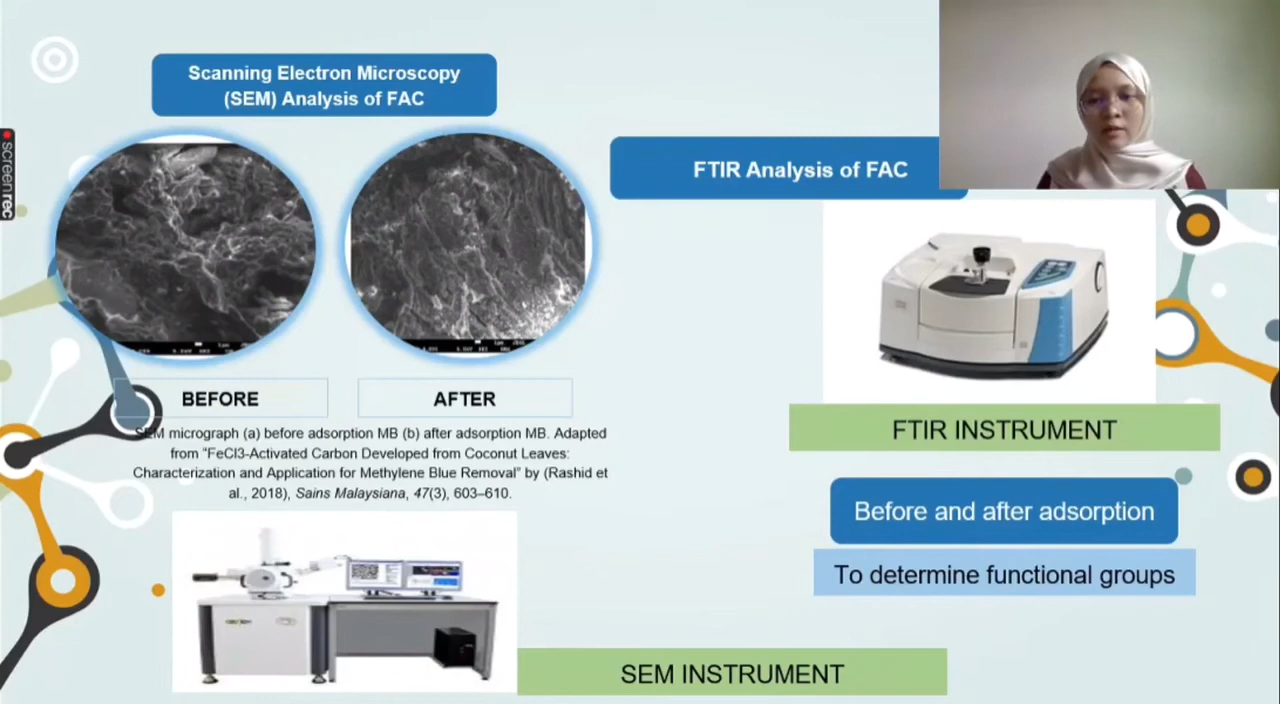 Scanning Electron Microscopy
(SEM) Analysis of FAC
screenrec
FTIR Analysis of FAC
BEFORE
AFTER
SEM micrograph (a) before adsorption MB (b) after adsorption MB. Adapted
from “FeCl3-Activated Carbon Developed from Coconut Leaves:
Characterization and Application for Methylene Blue Removal” by (Rashid et
al., 2018), Sains Malaysiana, 47(3), 603–610.
FTIR INSTRUMENT
Before and after adsorption
To determine functional groups
SEM INSTRUMENT